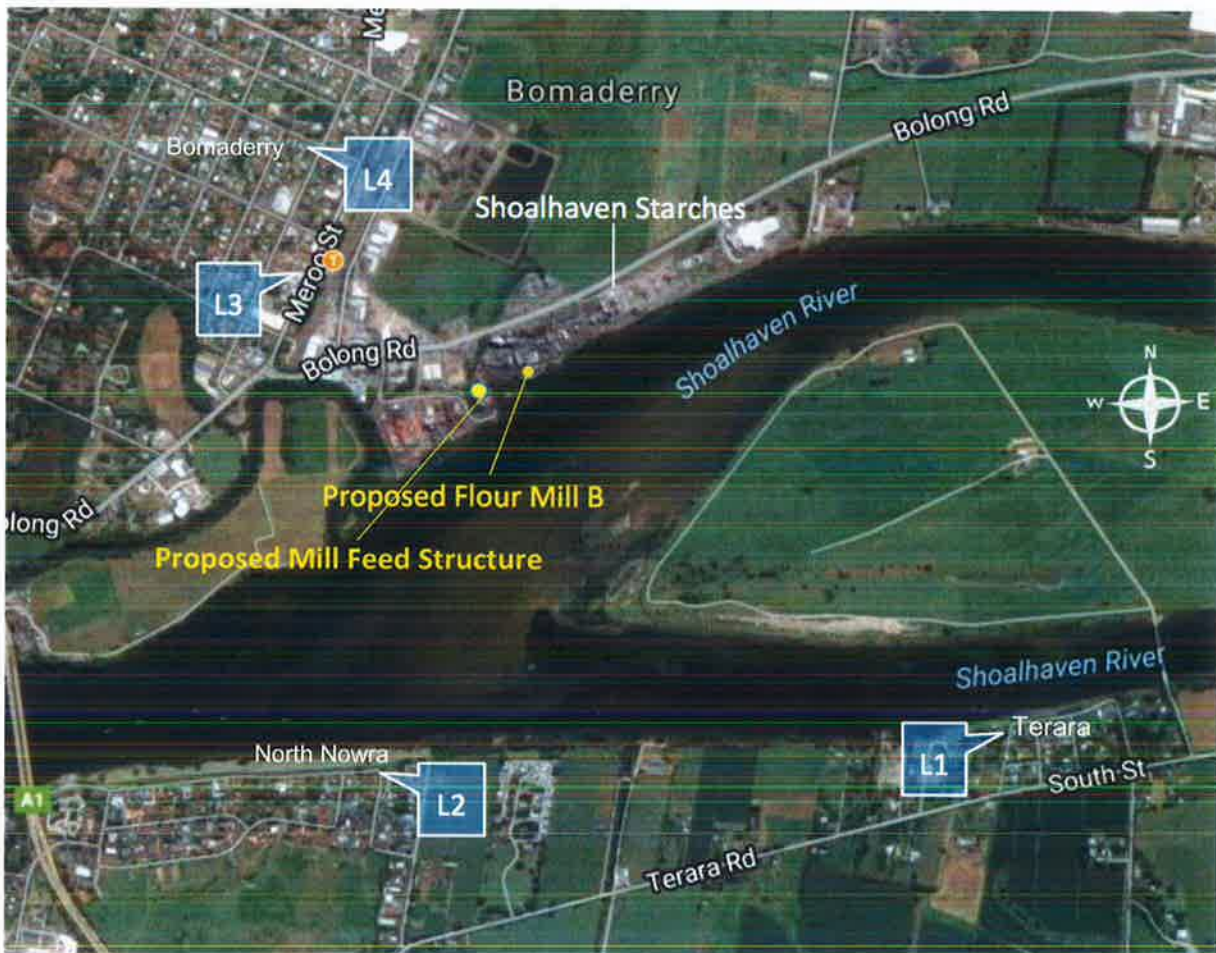 Me
Bomaderry
Bolong Rd
Bomaderry
L4
Shoalhaven Starches
Meroo St
T
L3
Shoalhaven River
Bolong Rd
N
W
E
S
Proposed Flour Mill B
olong Rd
Proposed Mill Feed Structure
Shoalhaven River
Terara
North Nowra
L1
South St
A1
L2
Terara Rd